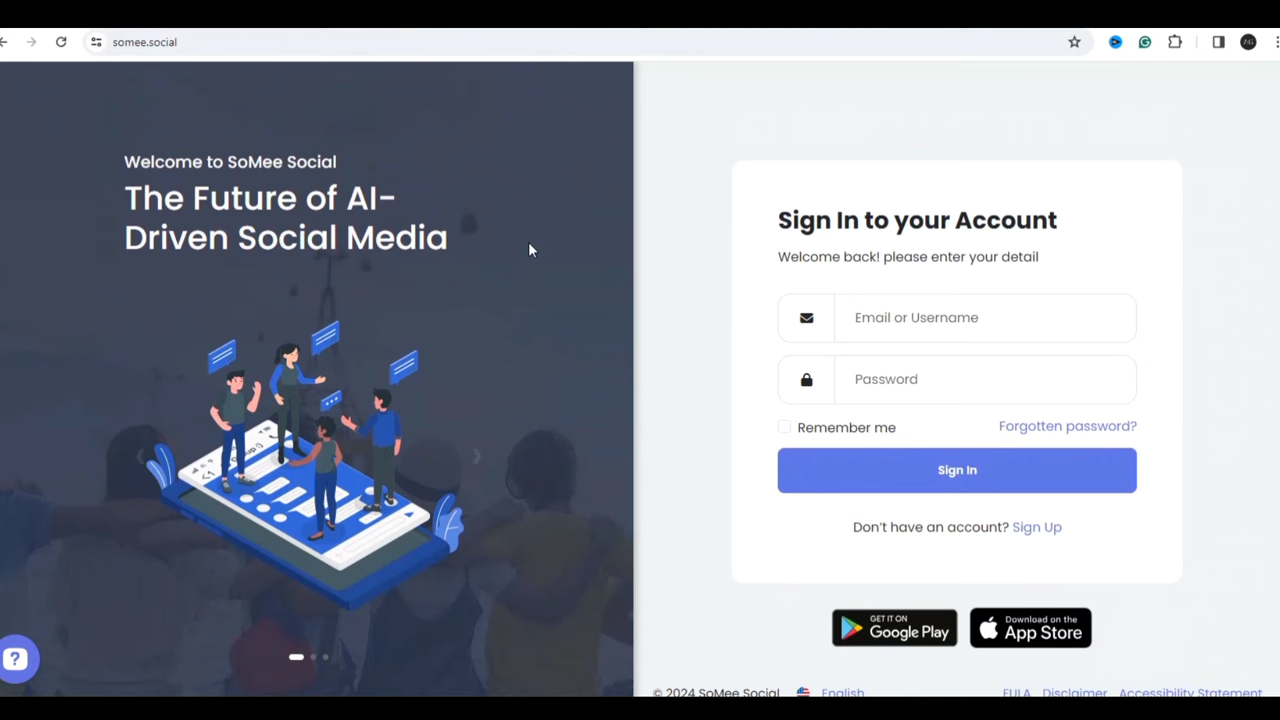 somee.social
AG
Welcome to SoMee Social
The Future of AI-
Driven Social Media
Sign In to your Account
Welcome back! please enter your detail
Email or Username
Password
Remember me
Forgotten password?
Sign In
Don't have an account? Sign Up
GET IT ON
Google Play
Download on the
App Store
?
© 2024 SoMee Social
English
EULA
Disclaimer
Accessibility Statement